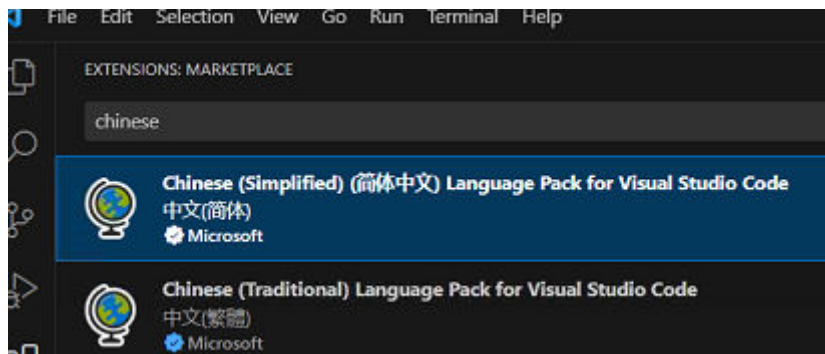 File Edit Selection View Go Run Terminal Help
EXTENSIONS: MARKETPLACE
chinese
Chinese (Simplified) (简体中文) Language Pack for Visual Studio Code
中文(简体)
Microsoft
Chinese (Traditional) Language Pack for Visual Studio Code
中文(繁體)
Microsoft